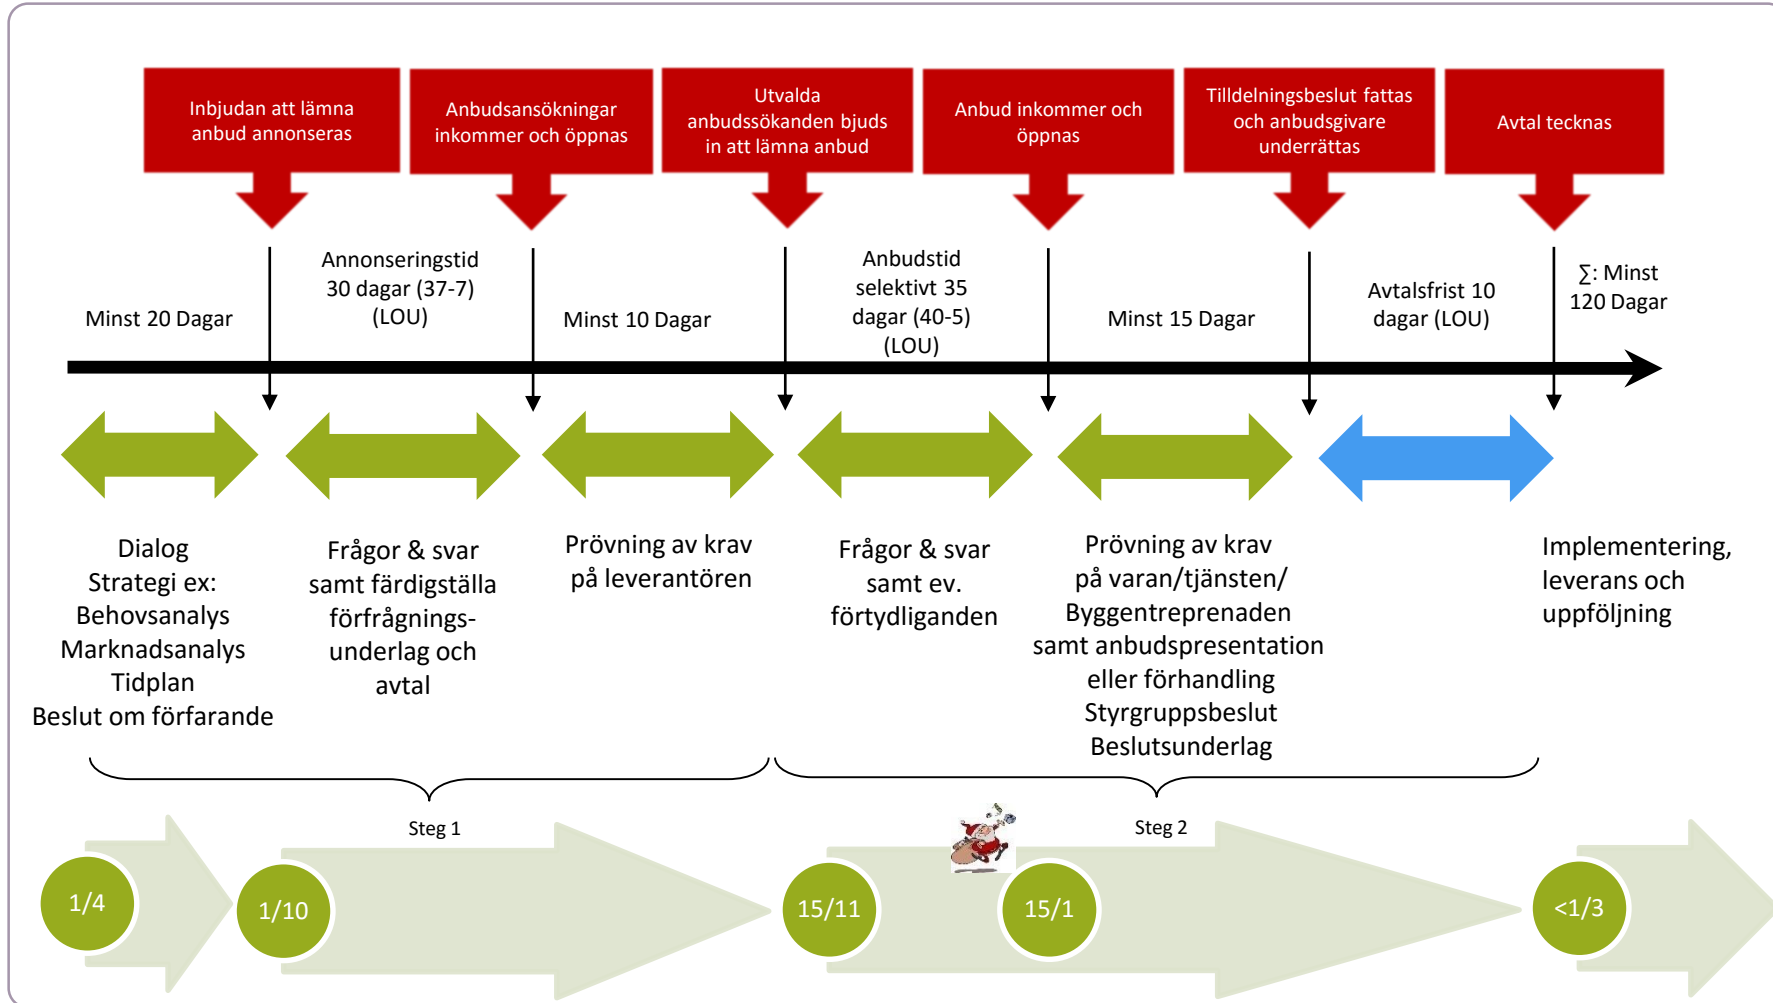 Inbjudan att lämna
anbud annonseras
Anbudsansökningar
inkommer och öppnas
Utvalda
anbudssökanden bjuds
in att lämna anbud
Anbud inkommer och
öppnas
Tilldelningsbeslut fattas
och anbudsgivare
underrättas
Avtal tecknas
Minst 20 Dagar
Annonseringstid
30 dagar (37-7)
(LOU)
Minst 10 Dagar
Anbudstid
selektivt 35
dagar (40-5)
(LOU)
Minst 15 Dagar
Avtalsfrist 10
dagar (LOU)
∑: Minst
120 Dagar
Dialog
Strategi ex:
Behovsanalys
Marknadsanalys
Tidplan
Beslut om förfarande
Frågor & svar
samt färdigställa
förfrågnings-
underlag och
avtal
Prövning av krav
på leverantören
Frågor & svar
samt ev.
förtydliganden
Prövning av krav
på varan/tjänsten/
Byggentreprenaden
samt anbudspresentation
eller förhandling
Styrgruppsbeslut
Beslutsunderlag
Implementering,
leverans och
uppföljning
Steg 1
Steg 2
1/4
1/10
15/11
15/1
<1/3